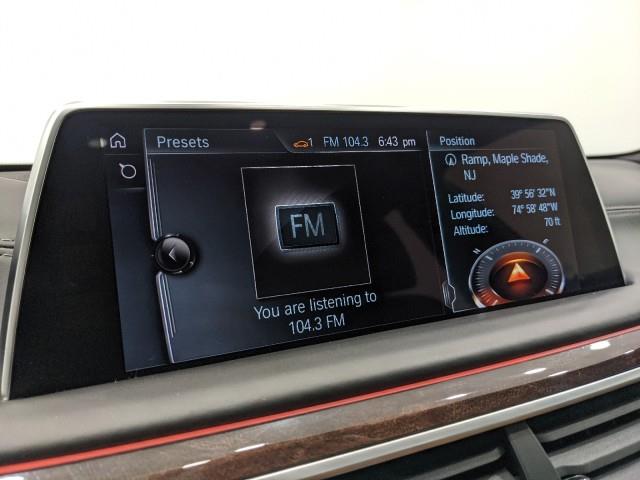 Presets
1 FM 104.3 6:43 pm
FM
You are listening to
104.3 FM
Position
Ramp, Maple Shade,
NJ
Latitude: 39° 56' 32"N
Longitude: 74° 58' 48"W
Altitude: 70 ft
N
E